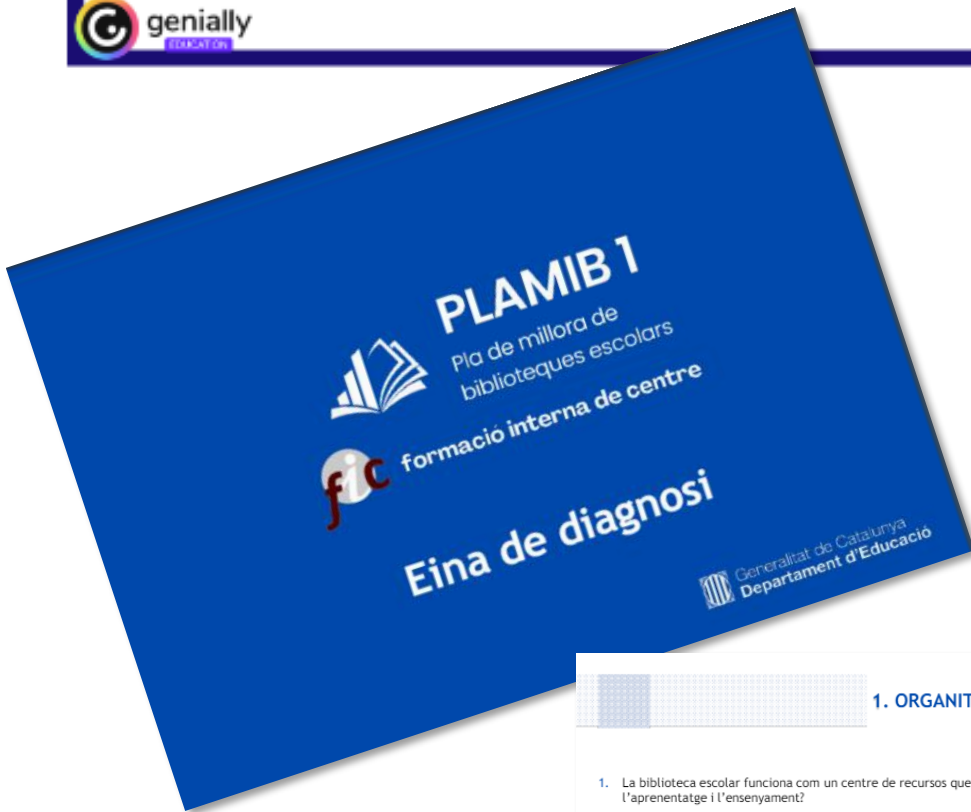 genially
EDUCATION
PLAMIB 1
Pla de millora de
biblioteques escolars
fic formació interna de centre
Eina de diagnosi
Generalitat de Catalunya
Departament d'Educació
1. ORGANIT
1. La biblioteca escolar funciona com un centre de recursos que
l'aprenentatge i l'ensenyament?